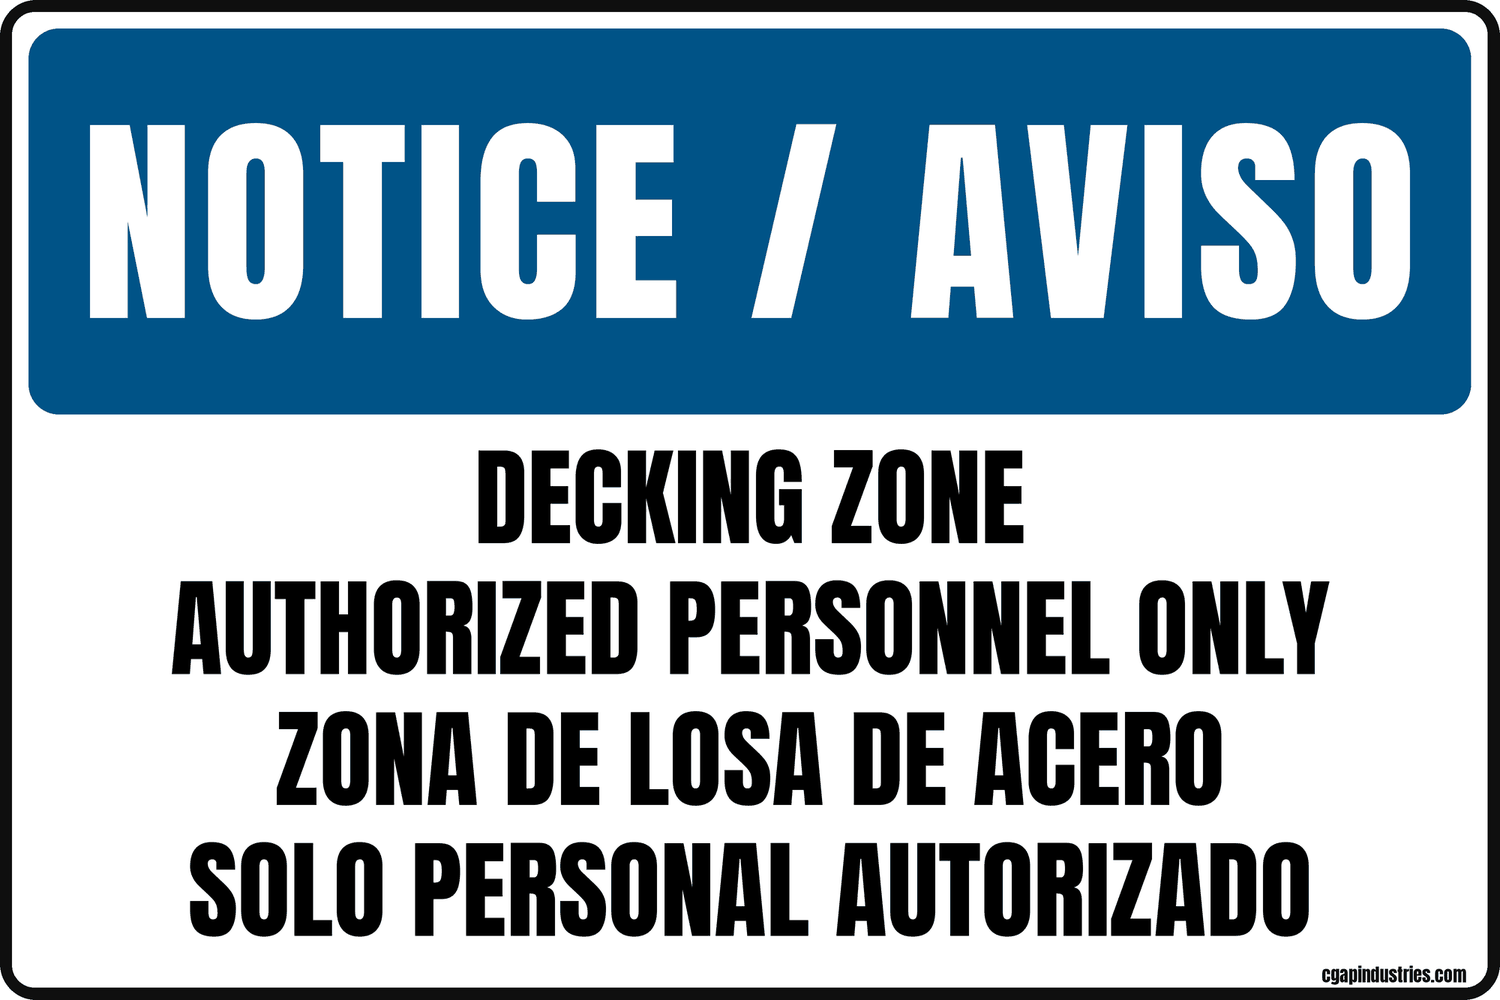 NOTICE / AVISO
DECKING ZONE
AUTHORIZED PERSONNEL ONLY
ZONA DE LOSA DE ACERO
SOLO PERSONAL AUTORIZADO
cgapindustries.com